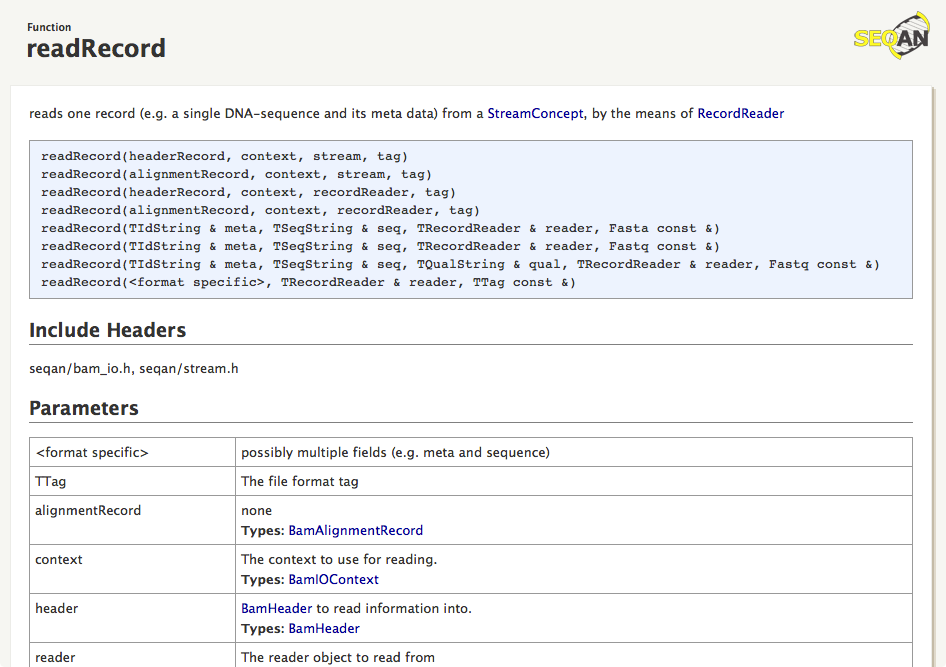 Function
readRecord
SEQAN
reads one record (e.g. a single DNA-sequence and its meta data) from a StreamConcept, by the means of RecordReader
readRecord(headerRecord, context, stream, tag)
readRecord(alignmentRecord, context, stream, tag)
readRecord(headerRecord, context, recordReader, tag)
readRecord(alignmentRecord, context, recordReader, tag)
readRecord(TIdString & meta, TSeqString & seq, TRecordReader & reader, Fasta const &)
readRecord(TIdString & meta, TSeqString & seq, TRecordReader & reader, Fastq const &)
readRecord(TIdString & meta, TSeqString & seq, TQualString & qual, TRecordReader & reader, Fastq const &)
readRecord(<format specific>, TRecordReader & reader, TTag const &)
Include Headers
seqan/bam_io.h, seqan/stream.h
Parameters
<format specific> possibly multiple fields (e.g. meta and sequence)
TTag The file format tag
alignmentRecord none
Types: BamAlignmentRecord
context The context to use for reading.
Types: BamIOContext
header BamHeader to read information into.
Types: BamHeader
reader The reader object to read from